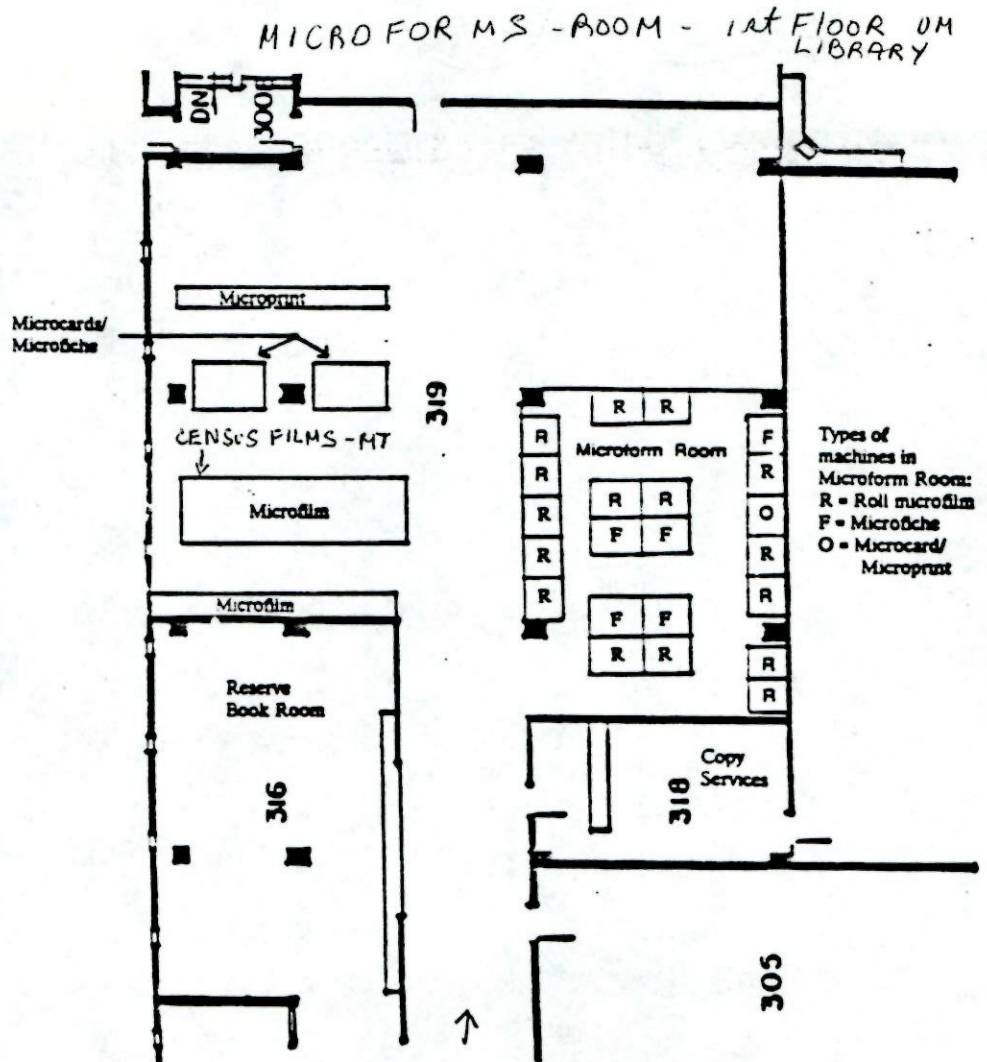 MICROFORMS - ROOM - 1st FLOOR UM
LIBRARY
DN
300
Microprint
Microcards/
Microfiche
319
CENSUS FILMS - MT
Microfilm
Microfilm
Reserve
Book Room
316
R R
Microform Room
R
R
R
R
R
R R
F F
F F
R R
F
R
O
R
R
R
R
Types of
machines in
Microform Room:
R = Roll microfilm
F = Microfiche
O = Microcard/
Microprint
Copy
Services
318
305